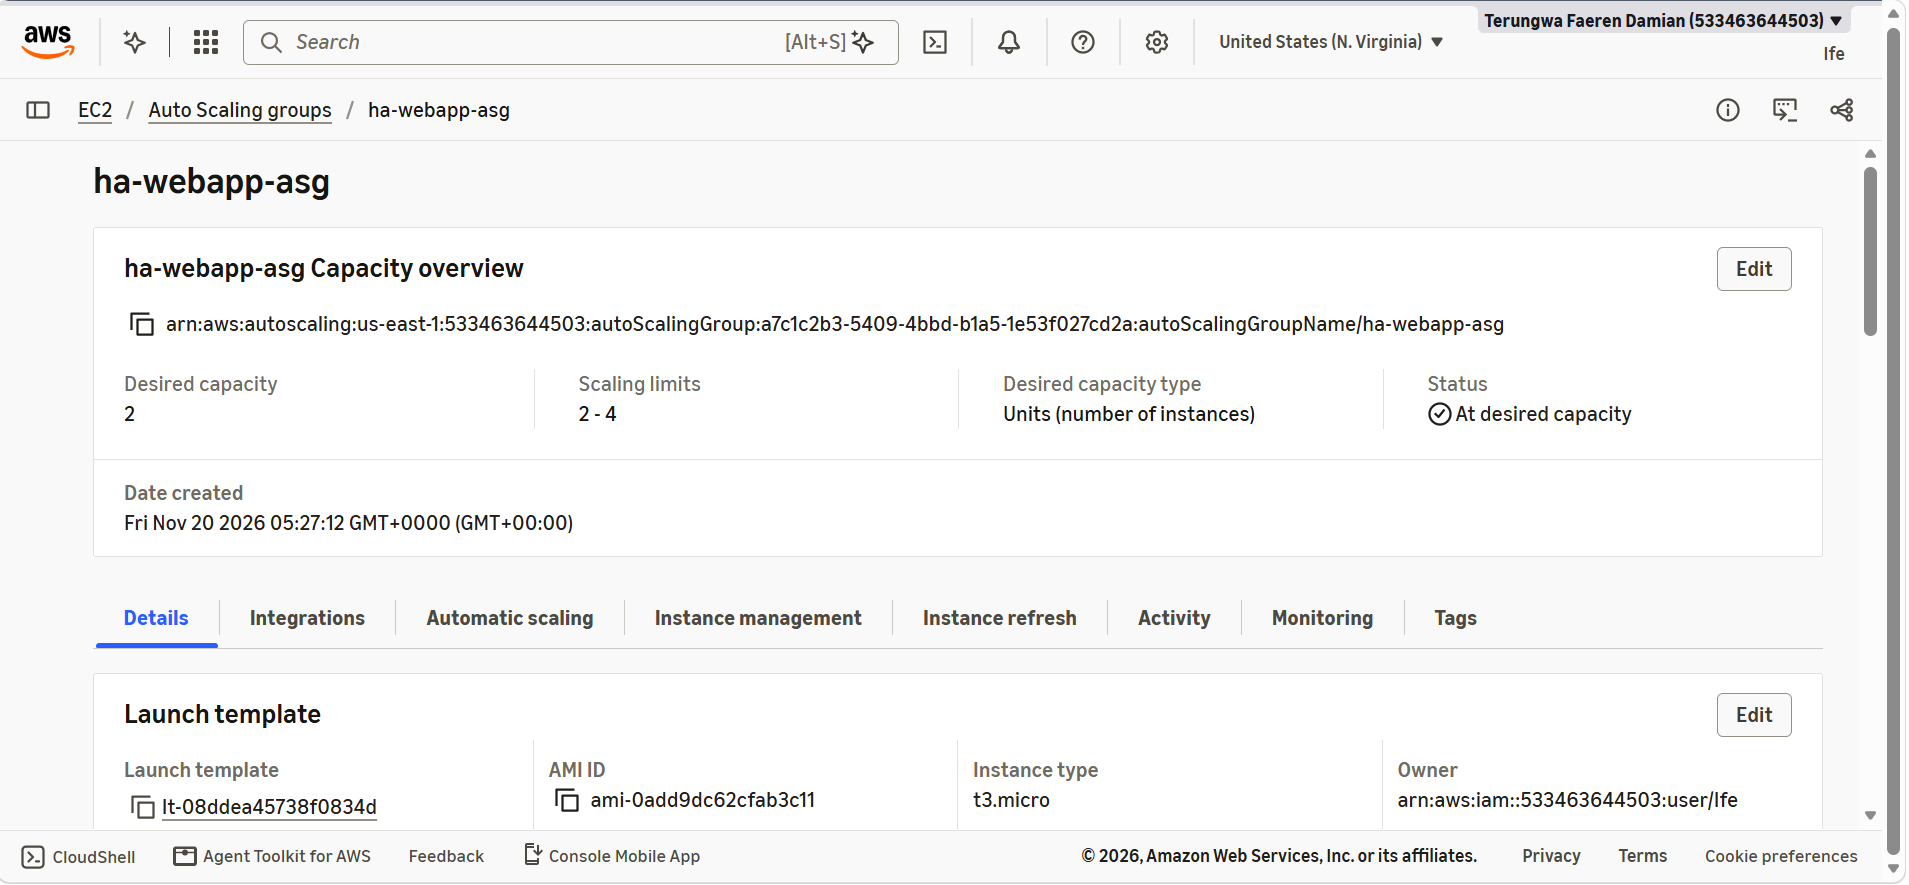 aws
Search [Alt+S]
United States (N. Virginia)
Terungwa Faeren Damian (533463644503)
Ife
EC2 / Auto Scaling groups / ha-webapp-asg
ha-webapp-asg
ha-webapp-asg Capacity overview
Edit
arn:aws:autoscaling:us-east-1:533463644503:autoScalingGroup:a7c1c2b3-5409-4bbd-b1a5-1e53f027cd2a:autoScalingGroupName/ha-webapp-asg
Desired capacity
2
Scaling limits
2 - 4
Desired capacity type
Units (number of instances)
Status
At desired capacity
Date created
Fri Nov 20 2026 05:27:12 GMT+0000 (GMT+00:00)
Details Integrations Automatic scaling Instance management Instance refresh Activity Monitoring Tags
Launch template
Edit
Launch template
lt-08ddea45738f0834d
AMI ID
ami-0add9dc62cfab3c11
Instance type
t3.micro
Owner
arn:aws:iam::533463644503:user/Ife
CloudShell Agent Toolkit for AWS Feedback Console Mobile App © 2026, Amazon Web Services, Inc. or its affiliates. Privacy Terms Cookie preferences